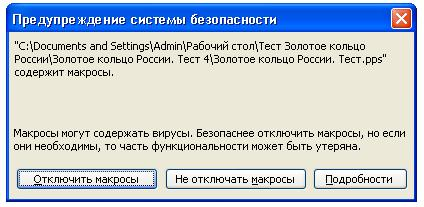 Предупреждение системы безопасности
"C:\Documents and Settings\Admin\Рабочий стол\Тест Золотое кольцо
России\Золотое кольцо России. Тест 4\Золотое кольцо России. Тест.pps"
содержит макросы.
Макросы могут содержать вирусы. Безопаснее отключить макросы, но если
они необходимы, то часть функциональности может быть утеряна.
Отключить макросы Не отключать макросы Подробности